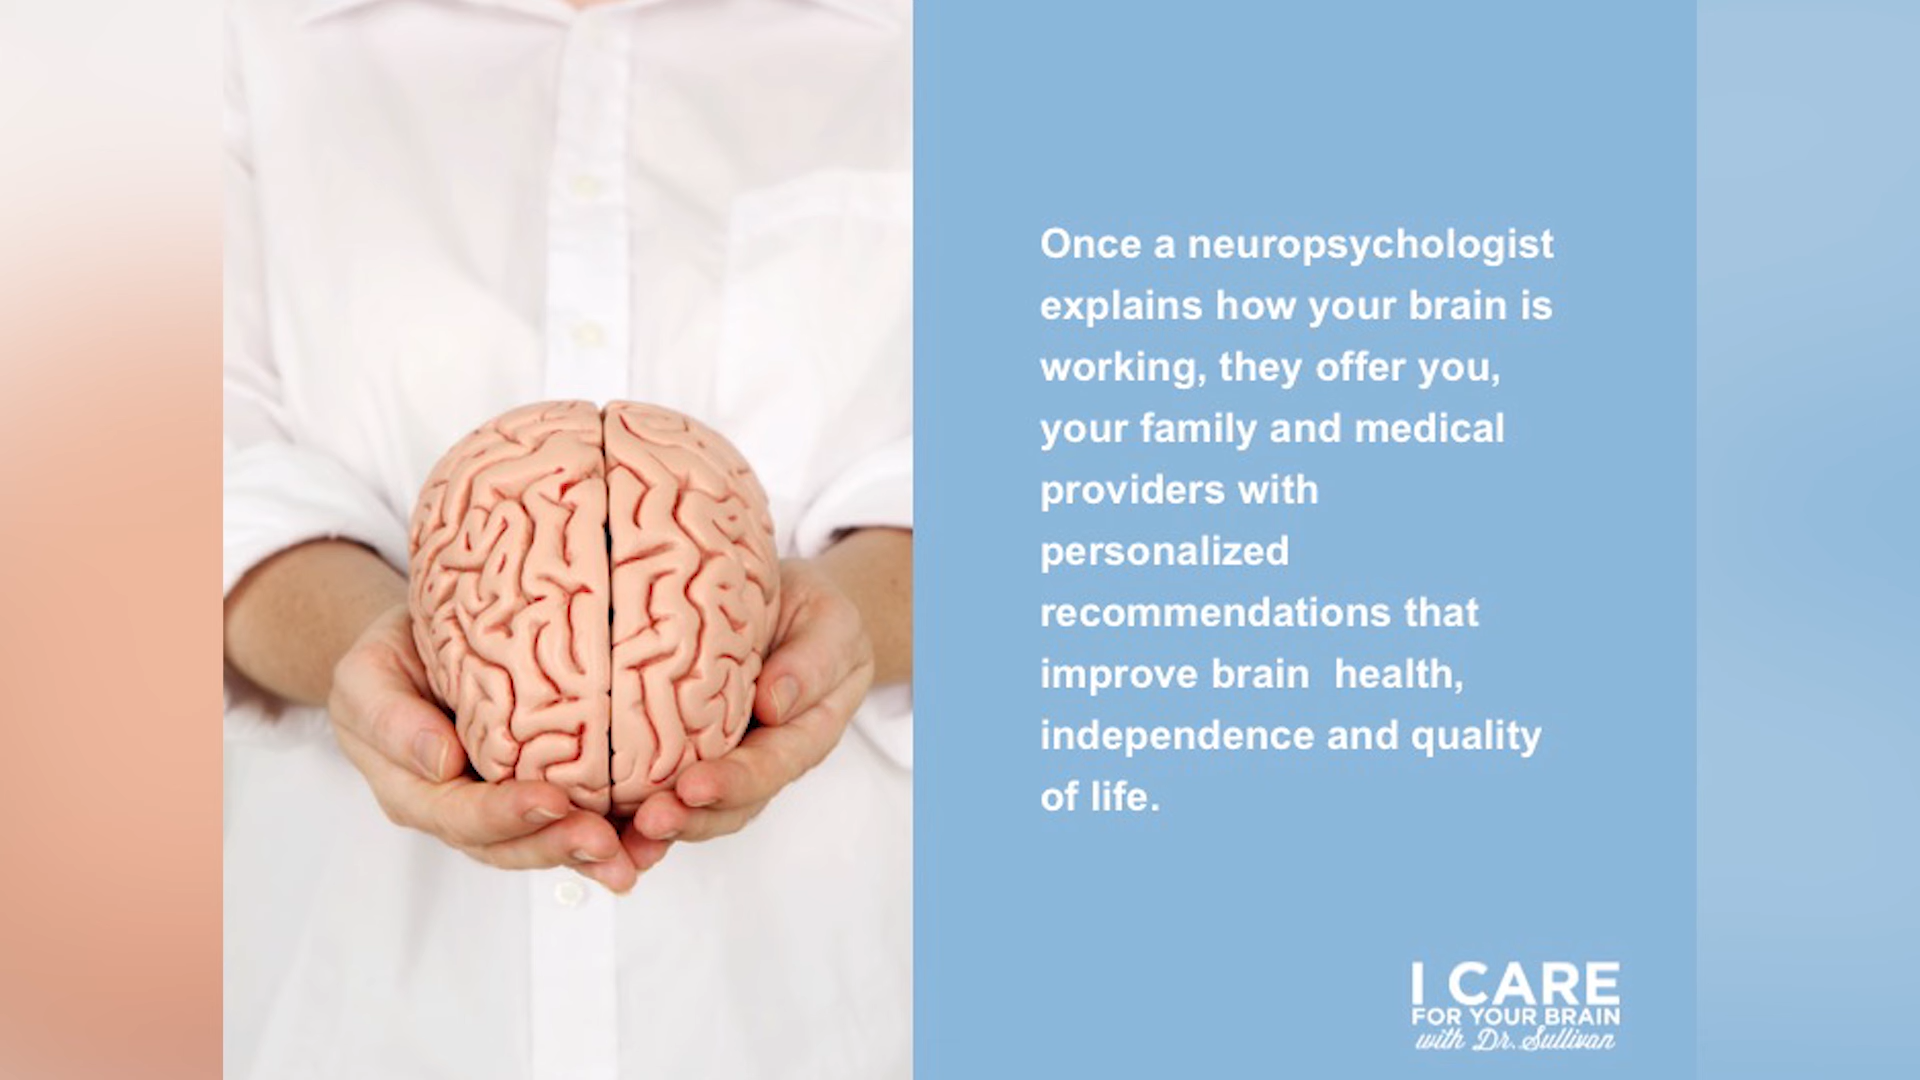 Once a neuropsychologist
explains how your brain is
working, they offer you,
your family and medical
providers with
personalized
recommendations that
improve brain  health,
independence and quality
of life.
I CARE
FOR YOUR BRAIN
with Dr. Sullivan